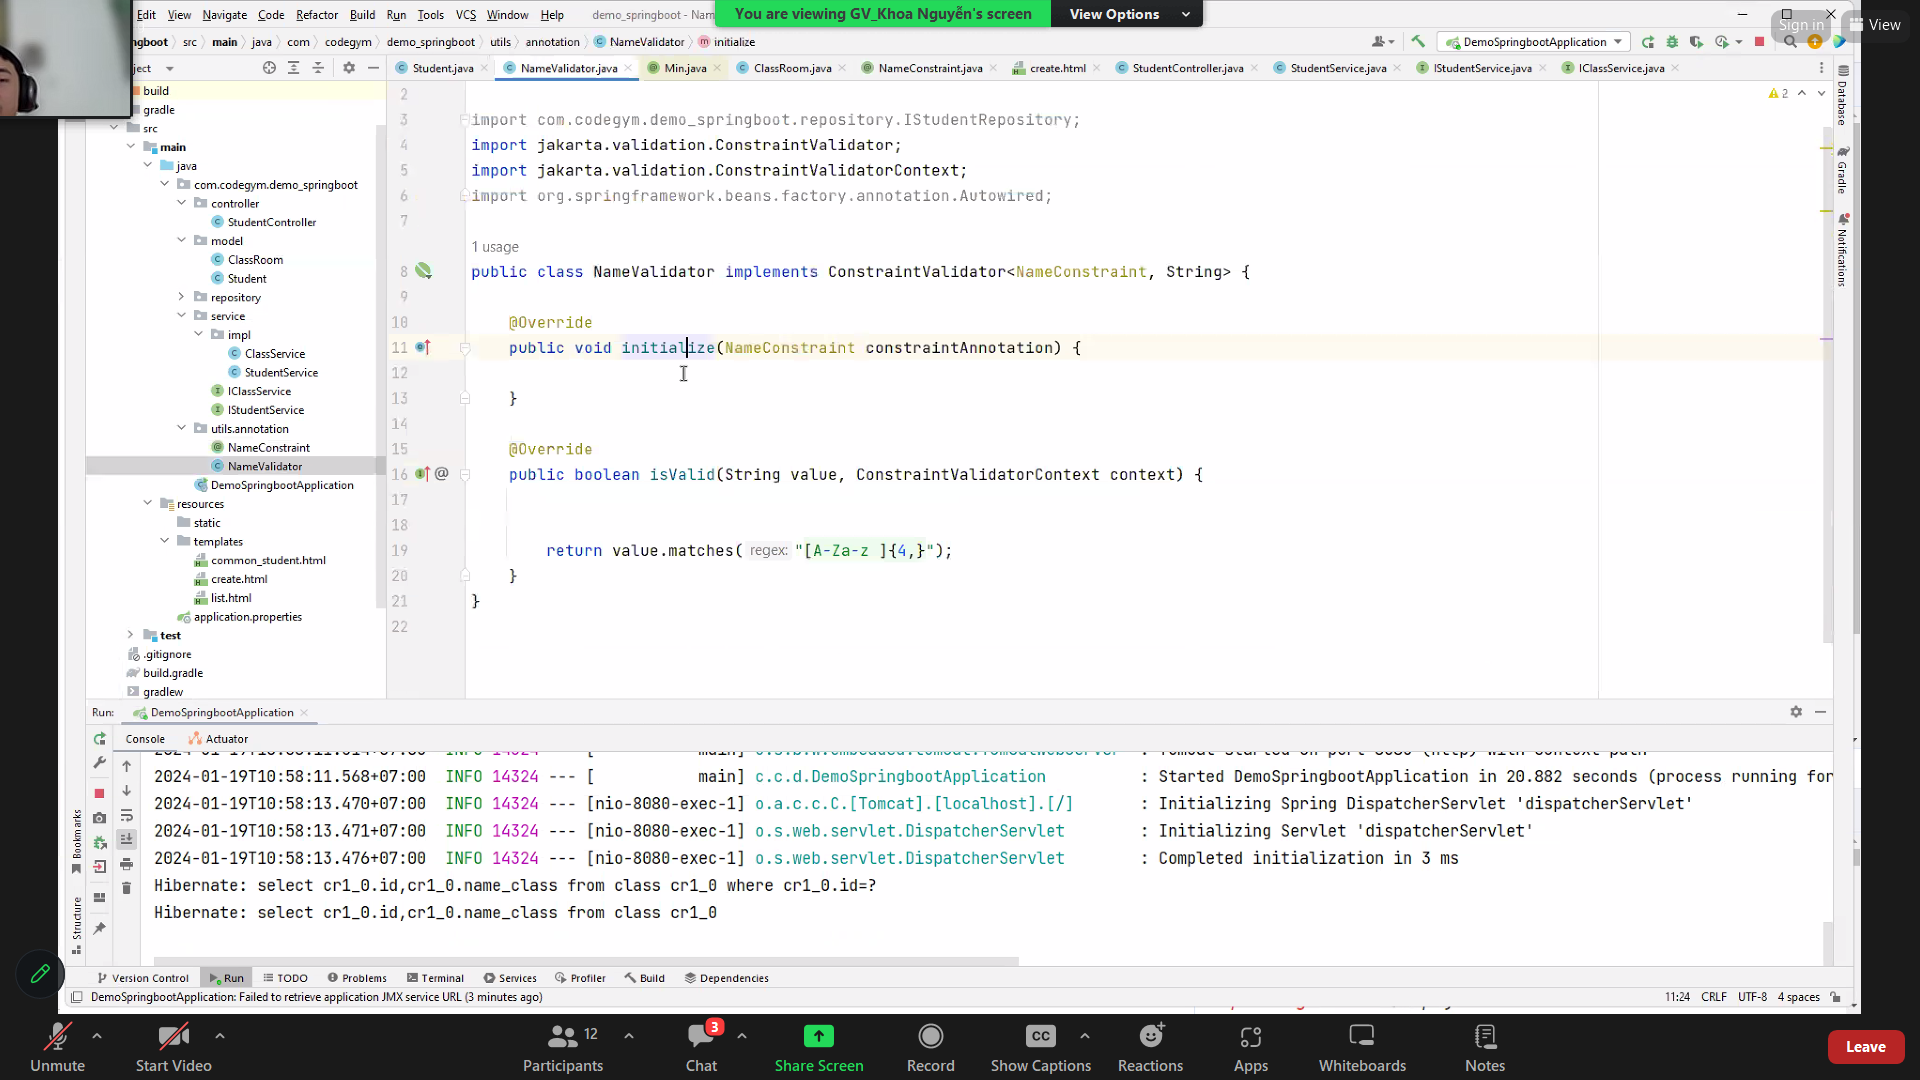 Edit View Navigate Code Refactor Build Run Tools VCS Window Help demo_springboot - Nam
You are viewing GV_Khoa Nguyễn's screen
View Options
Sign in
View
gboot src main java com codegym demo_springboot utils annotation NameValidator initialize
DemoSpringbootApplication
ject
Student.java
NameValidator.java
Min.java
ClassRoom.java
NameConstraint.java
create.html
StudentController.java
StudentService.java
IStudentService.java
IClassService.java
build
gradle
src
main
java
com.codegym.demo_springboot
controller
StudentController
model
ClassRoom
Student
repository
service
impl
ClassService
StudentService
IClassService
IStudentService
utils.annotation
NameConstraint
NameValidator
DemoSpringbootApplication
resources
static
templates
common_student.html
create.html
list.html
application.properties
test
.gitignore
build.gradle
gradlew
2
2
3 import com.codegym.demo_springboot.repository.IStudentRepository;
4 import jakarta.validation.ConstraintValidator;
5 import jakarta.validation.ConstraintValidatorContext;
6 import org.springframework.beans.factory.annotation.Autowired;
7
1 usage
8 public class NameValidator implements ConstraintValidator<NameConstraint, String> {
9
10 @Override
11 public void initialize(NameConstraint constraintAnnotation) {
12
13 }
14
15 @Override
16 @ public boolean isValid(String value, ConstraintValidatorContext context) {
17
18
19 return value.matches( regex: "[A-Za-z ]{4,}");
20 }
21 }
22
Database
Gradle
Notifications
Run: DemoSpringbootApplication
Console Actuator
2024-01-19T10:58:11.568+07:00 INFO 14324 --- [ main] c.c.d.DemoSpringbootApplication : Started DemoSpringbootApplication in 20.882 seconds (process running for
2024-01-19T10:58:13.470+07:00 INFO 14324 --- [nio-8080-exec-1] o.a.c.c.C.[Tomcat].[localhost].[/] : Initializing Spring DispatcherServlet 'dispatcherServlet'
2024-01-19T10:58:13.471+07:00 INFO 14324 --- [nio-8080-exec-1] o.s.web.servlet.DispatcherServlet : Initializing Servlet 'dispatcherServlet'
2024-01-19T10:58:13.476+07:00 INFO 14324 --- [nio-8080-exec-1] o.s.web.servlet.DispatcherServlet : Completed initialization in 3 ms
Hibernate: select cr1_0.id,cr1_0.name_class from class cr1_0 where cr1_0.id=?
Hibernate: select cr1_0.id,cr1_0.name_class from class cr1_0
Bookmarks
Structure
Version Control Run TODO Problems Terminal Services Profiler Build Dependencies
DemoSpringbootApplication: Failed to retrieve application JMX service URL (3 minutes ago)
11:24 CRLF UTF-8 4 spaces
12
3
CC
Unmute
Start Video
Participants
Chat
Share Screen
Record
Show Captions
Reactions
Apps
Whiteboards
Notes
Leave